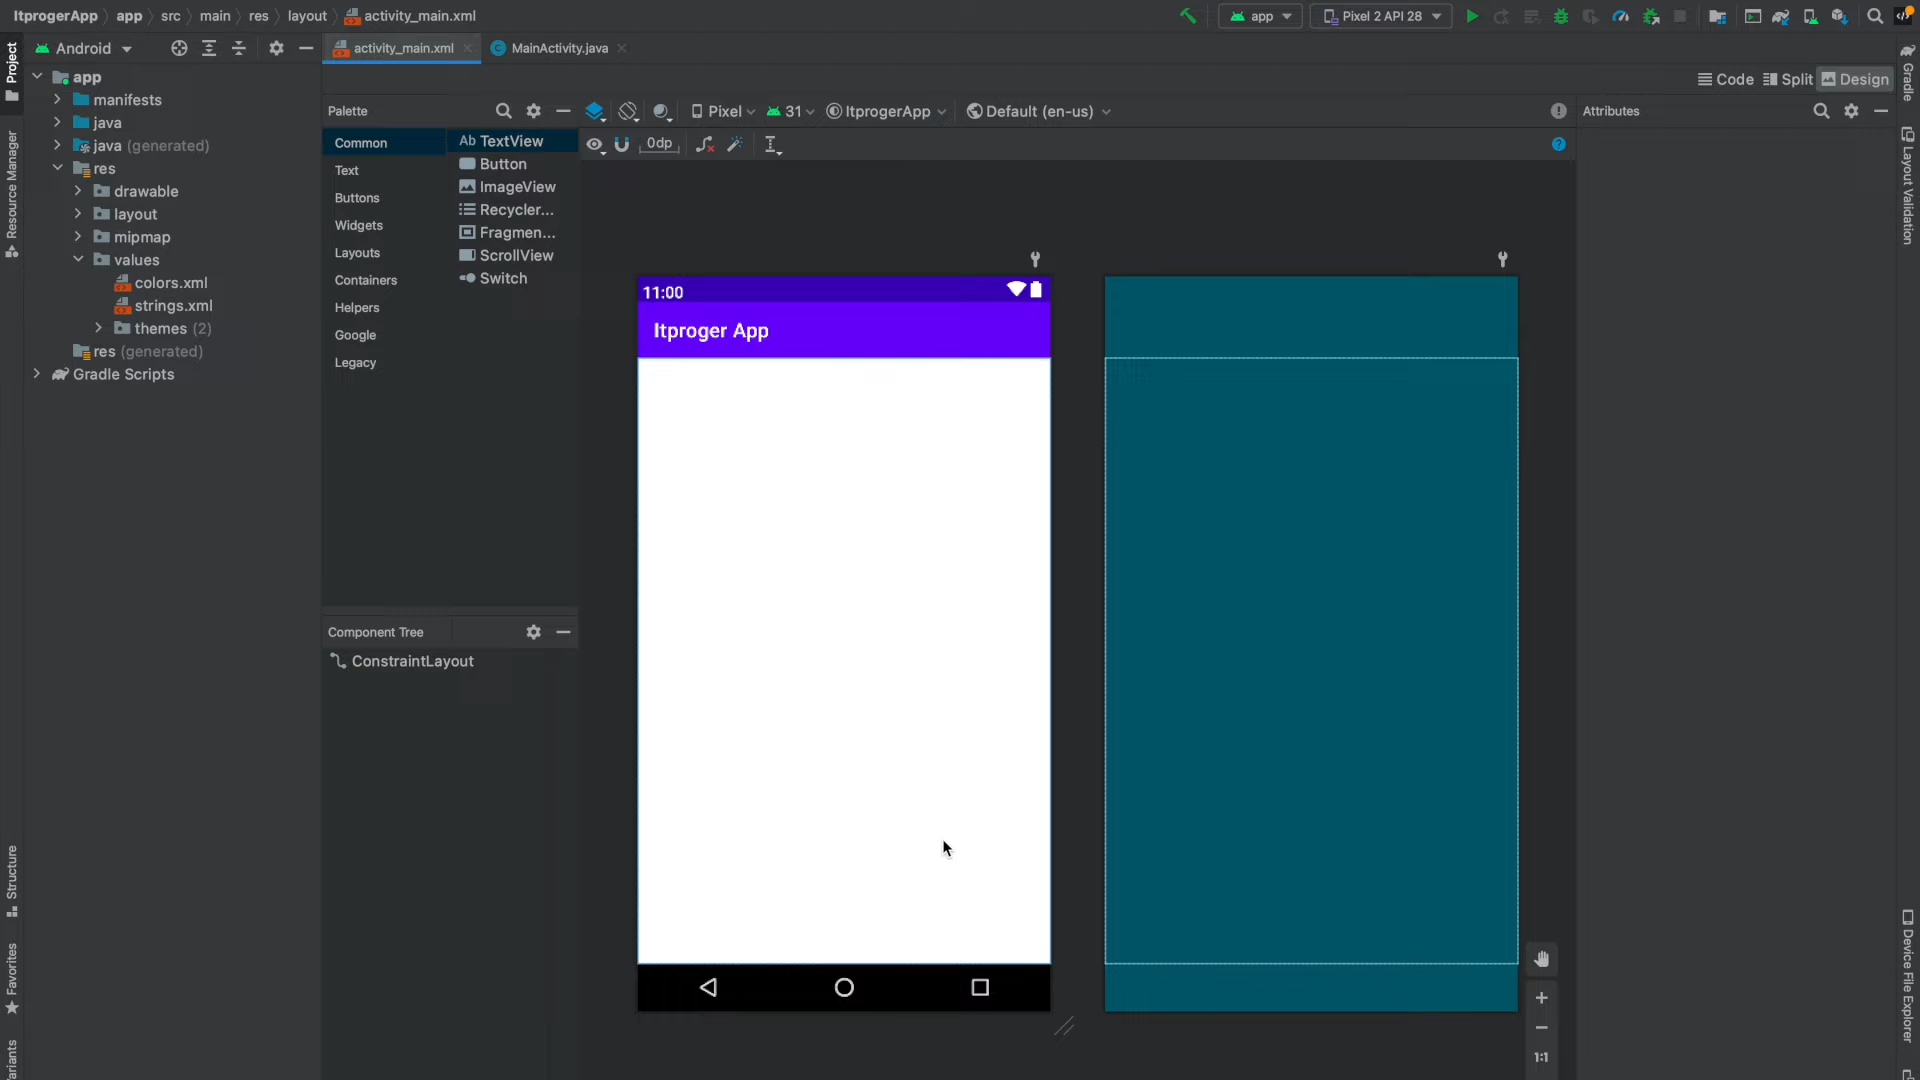 ItprogerApp app src main res layout activity_main.xml
app Pixel 2 API 28
Project
Android
activity_main.xml MainActivity.java
Code Split Design
Gradle
app
manifests
java
java (generated)
res
drawable
layout
mipmap
values
colors.xml
strings.xml
themes (2)
res (generated)
Gradle Scripts
Resource Manager
Structure
Favorites
Palette
Common
Text
Buttons
Widgets
Layouts
Containers
Helpers
Google
Legacy
Ab TextView
Button
ImageView
Recycler...
Fragmen...
ScrollView
Switch
Component Tree
ConstraintLayout
Pixel 31 ItprogerApp Default (en-us)
0dp
11:00
Itproger App
Attributes
Layout Validation
Device File Explorer
1:1